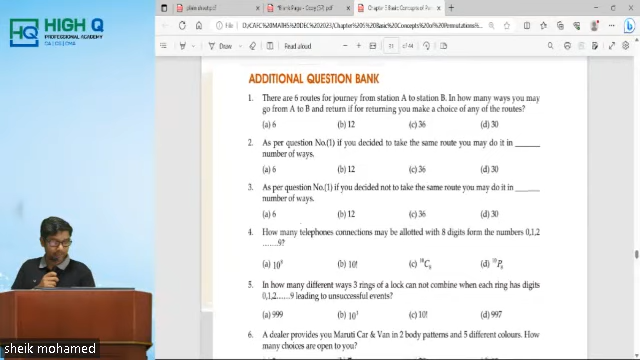 HIGH Q
PROFESSIONAL ACADEMY
CA | CS | CMA
Read aloud
of 44
ADDITIONAL QUESTION BANK
1. There are 6 routes for journey from station A to station B. In how many ways you may
go from A to B and return if for returning you make a choice of any of the routes?
(a) 6 (b) 12 (c) 36 (d) 30
2. As per question No.(1) if you decided to take the same route you may do it in ______
number of ways.
(a) 6 (b) 12 (c) 36 (d) 30
3. As per question No.(1) if you decided not to take the same route you may do it in ______
number of ways.
(a) 6 (b) 12 (c) 36 (d) 30
4. How many telephones connections may be allotted with 8 digits form the numbers 0,1,2
.......9?
(a) 10⁸ (b) 10! (c) ¹⁰C₈ (d) ¹⁰P₈
5. In how many different ways 3 rings of a lock can not combine when each ring has digits
0,1,2......9 leading to unsuccessful events?
(a) 999 (b) 10³ (c) 10! (d) 997
6. A dealer provides you Maruti Car & Van in 2 body patterns and 5 different colours. How
many choices are open to you?
sheik mohamed